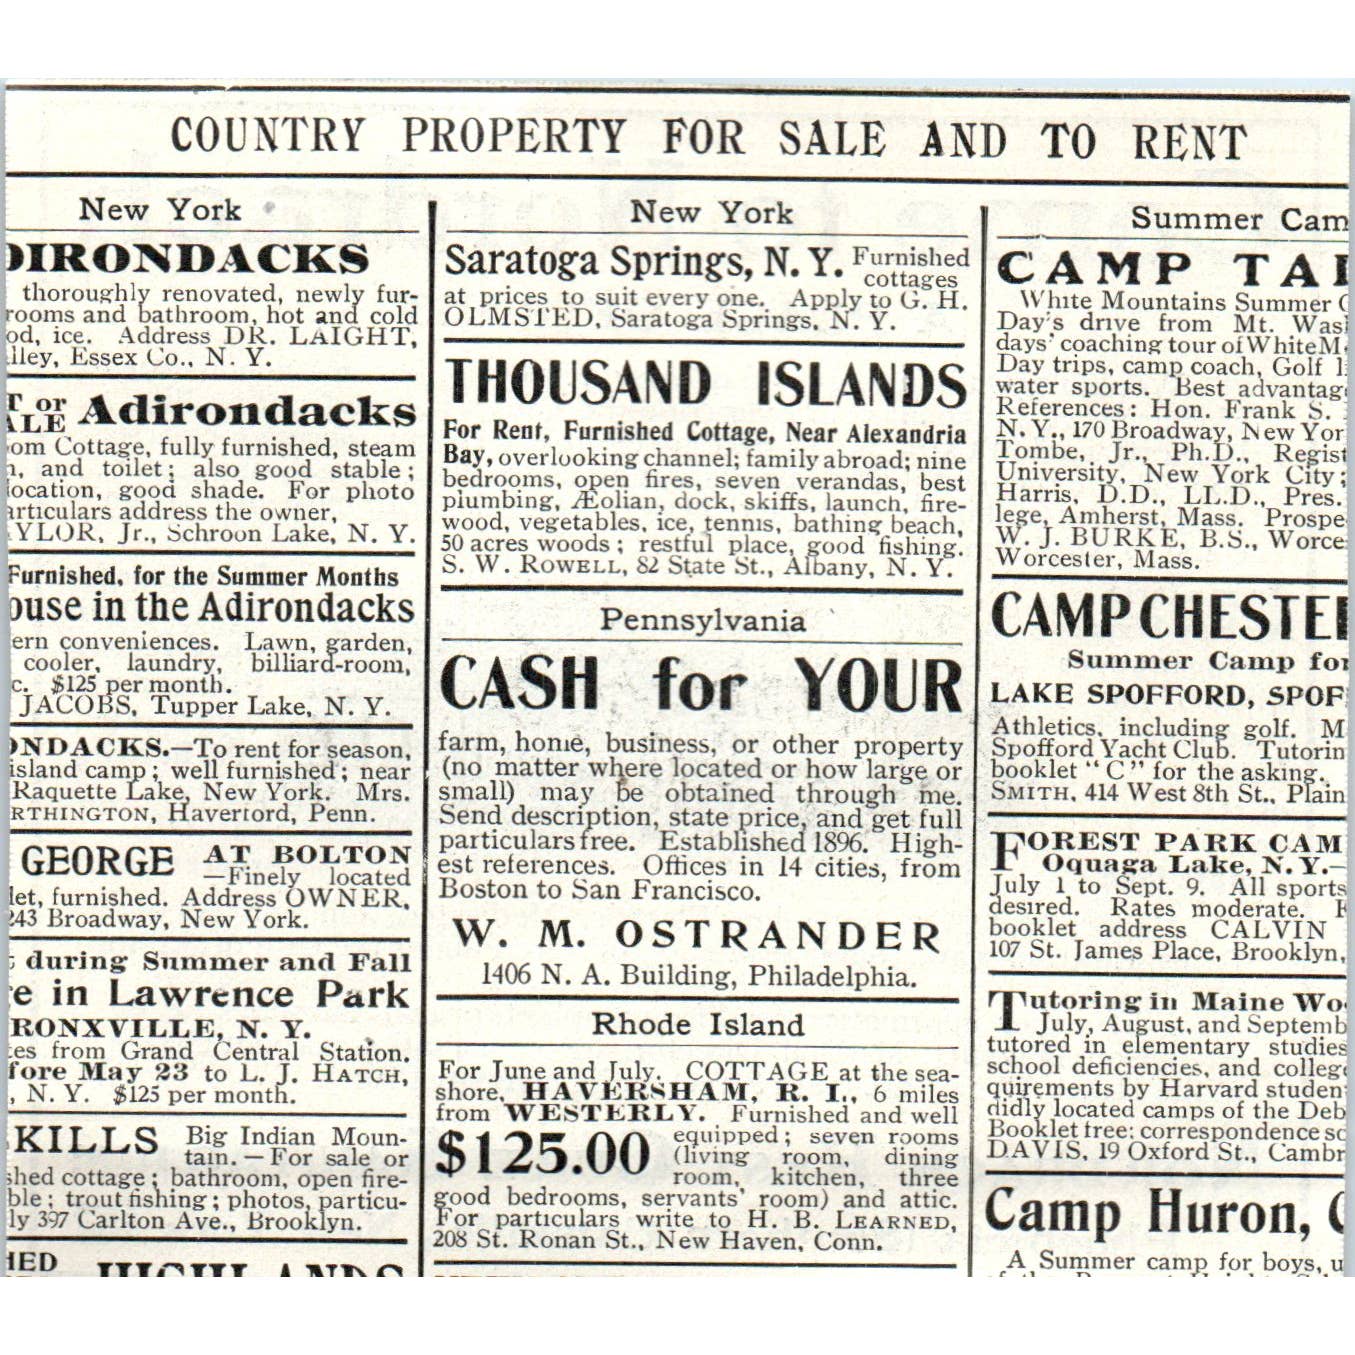 COUNTRY PROPERTY FOR SALE AND TO RENT
New York
DIRONDACKS
thoroughly renovated, newly fur-
rooms and bathroom, hot and cold
od, ice. Address DR. LAIGHT,
lley, Essex Co., N. Y.
T or
ALE Adirondacks
om Cottage, fully furnished, steam
n, and toilet; also good stable;
location, good shade. For photo
articulars address the owner,
YLOR, Jr., Schroon Lake, N. Y.
Furnished, for the Summer Months
ouse in the Adirondacks
ern conveniences. Lawn, garden,
cooler, laundry, billiard-room,
c. $125 per month.
JACOBS, Tupper Lake, N. Y.
ONDACKS.—To rent for season,
island camp; well furnished; near
Raquette Lake, New York. Mrs.
RTHINGTON, Haverford, Penn.
GEORGE AT BOLTON
—Finely located
let, furnished. Address OWNER,
243 Broadway, New York.
t during Summer and Fall
e in Lawrence Park
RONXVILLE, N. Y.
es from Grand Central Station.
fore May 23 to L. J. HATCH,
, N. Y. $125 per month.
SKILLS Big Indian Moun-
tain.—For sale or
shed cottage; bathroom, open fire-
ble; trout fishing; photos, particu-
ly 397 Carlton Ave., Brooklyn.
HED
HIGHLANDS
New York
Saratoga Springs, N. Y. Furnished
cottages
at prices to suit every one. Apply to G. H.
OLMSTED, Saratoga Springs, N. Y.
THOUSAND ISLANDS
For Rent, Furnished Cottage, Near Alexandria
Bay, overlooking channel; family abroad; nine
bedrooms, open fires, seven verandas, best
plumbing, Æolian, dock, skiffs, launch, fire-
wood, vegetables, ice, tennis, bathing beach,
50 acres woods; restful place, good fishing.
S. W. ROWELL, 82 State St., Albany, N. Y.
Pennsylvania
CASH for YOUR
farm, home, business, or other property
(no matter where located or how large or
small) may be obtained through me.
Send description, state price, and get full
particulars free. Established 1896. High-
est references. Offices in 14 cities, from
Boston to San Francisco.
W. M. OSTRANDER
1406 N. A. Building, Philadelphia.
Rhode Island
For June and July. COTTAGE at the sea-
shore, HAVERSHAM, R. I., 6 miles
from WESTERLY. Furnished and well
$125.00 equipped; seven rooms
(living room, dining
room, kitchen, three
good bedrooms, servants' room) and attic.
For particulars write to H. B. LEARNED,
208 St. Ronan St., New Haven, Conn.
Summer Cam
CAMP TA
White Mountains Summer
Day's drive from Mt. Was
days' coaching tour of White M
Day trips, camp coach, Golf l
water sports. Best advantag
References: Hon. Frank S.
N. Y., 170 Broadway, New Yor
Tombe, Jr., Ph.D., Regist
University, New York City;
Harris, D.D., LL.D., Pres.
lege, Amherst, Mass. Prospe
W. J. BURKE, B.S., Worce
Worcester, Mass.
CAMP CHESTE
Summer Camp for
LAKE SPOFFORD, SPOF
Athletics, including golf. M
Spofford Yacht Club. Tutorin
booklet "C" for the asking.
SMITH, 414 West 8th St., Plain
FOREST PARK CAM
Oquaga Lake, N. Y.—
July 1 to Sept. 9. All sports
desired. Rates moderate.
booklet address CALVIN
107 St. James Place, Brooklyn,
Tutoring in Maine Wo
July, August, and Septemb
tutored in elementary studies
school deficiencies, and colleg
quirements by Harvard student
didly located camps of the Deb
Booklet free; correspondence so
DAVIS, 19 Oxford St., Cambr
Camp Huron,
A Summer camp for boys, u